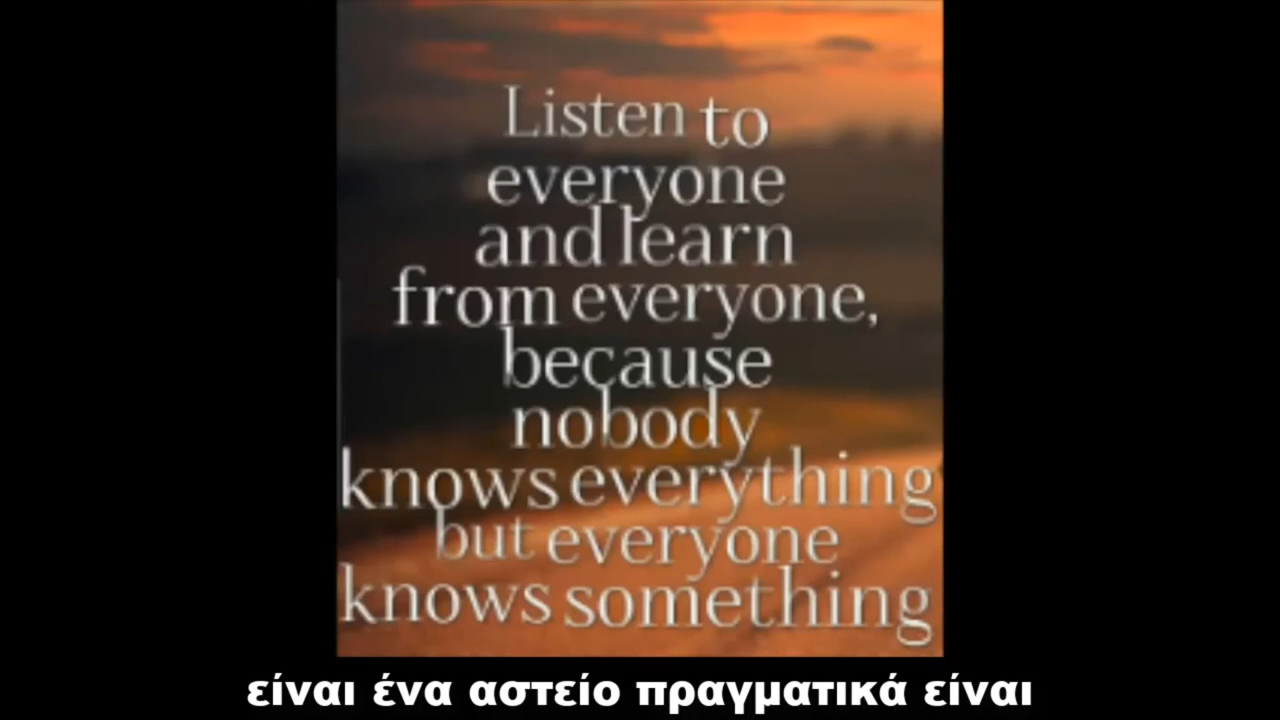 Listen to
everyone
and learn
from everyone,
because
nobody
knows everything
but everyone
knows something
είναι ένα αστείο πραγματικά είναι